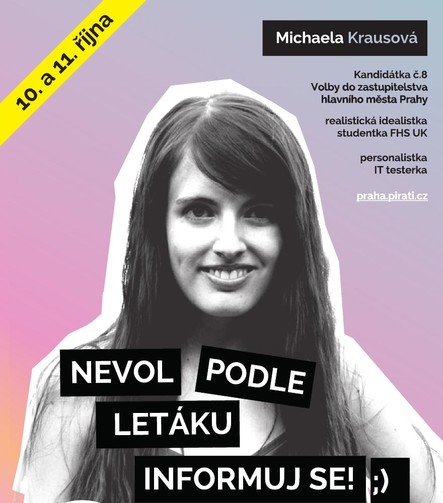 10. a 11. října
Michaela Krausová
Kandidátka č.8
Volby do zastupitelstva
hlavního města Prahy
realistická idealistka
studentka FHS UK
personalistka
IT testerka
praha.pirati.cz
NEVOL PODLE
LETÁKU
INFORMUJ SE! ;)